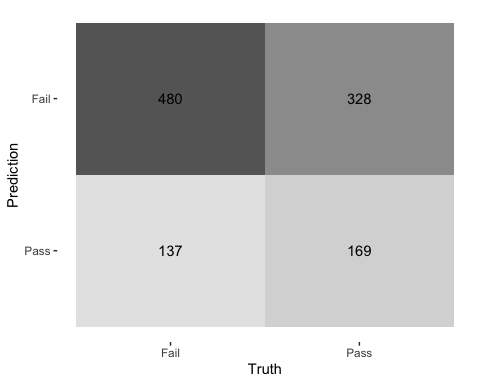 Fail
480
328
Prediction
Pass
137
169
Fail
Pass
Truth